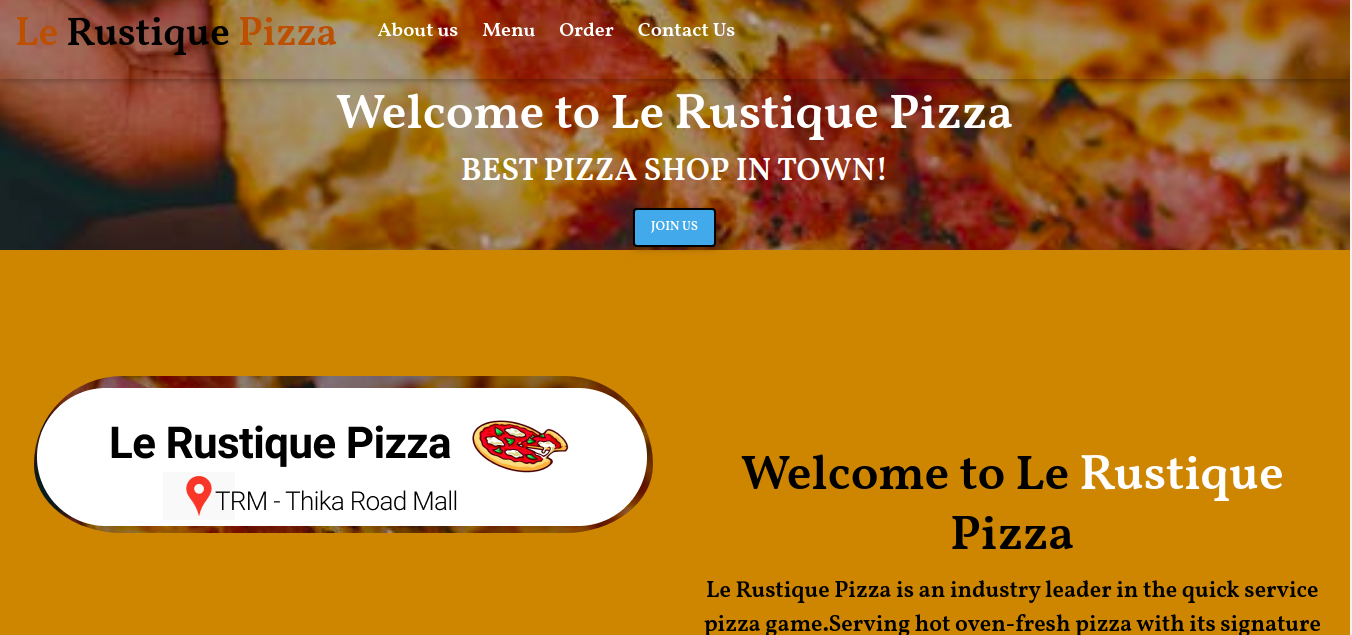 Le Rustique Pizza
About us Menu Order Contact Us
Welcome to Le Rustique Pizza
BEST PIZZA SHOP IN TOWN!
JOIN US
Le Rustique Pizza
TRM - Thika Road Mall
Welcome to Le Rustique
Pizza
Le Rustique Pizza is an industry leader in the quick service
pizza game.Serving hot oven-fresh pizza with its signature